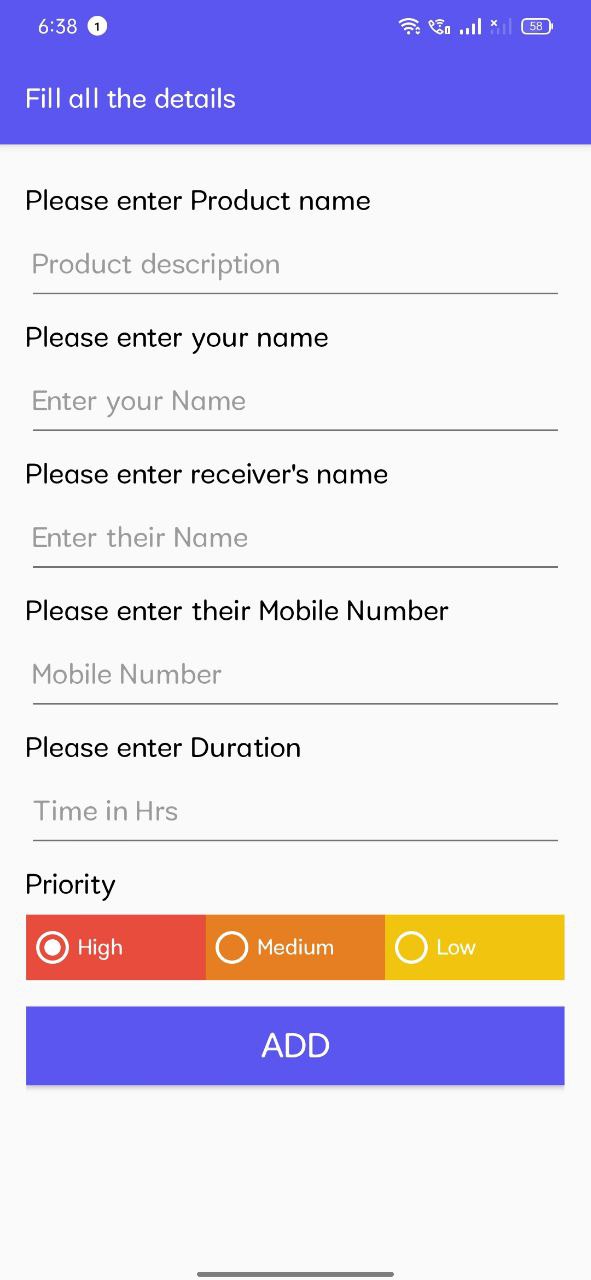 6:38 1 58
Fill all the details
Please enter Product name
Product description
Please enter your name
Enter your Name
Please enter receiver's name
Enter their Name
Please enter their Mobile Number
Mobile Number
Please enter Duration
Time in Hrs
Priority
High Medium Low
ADD